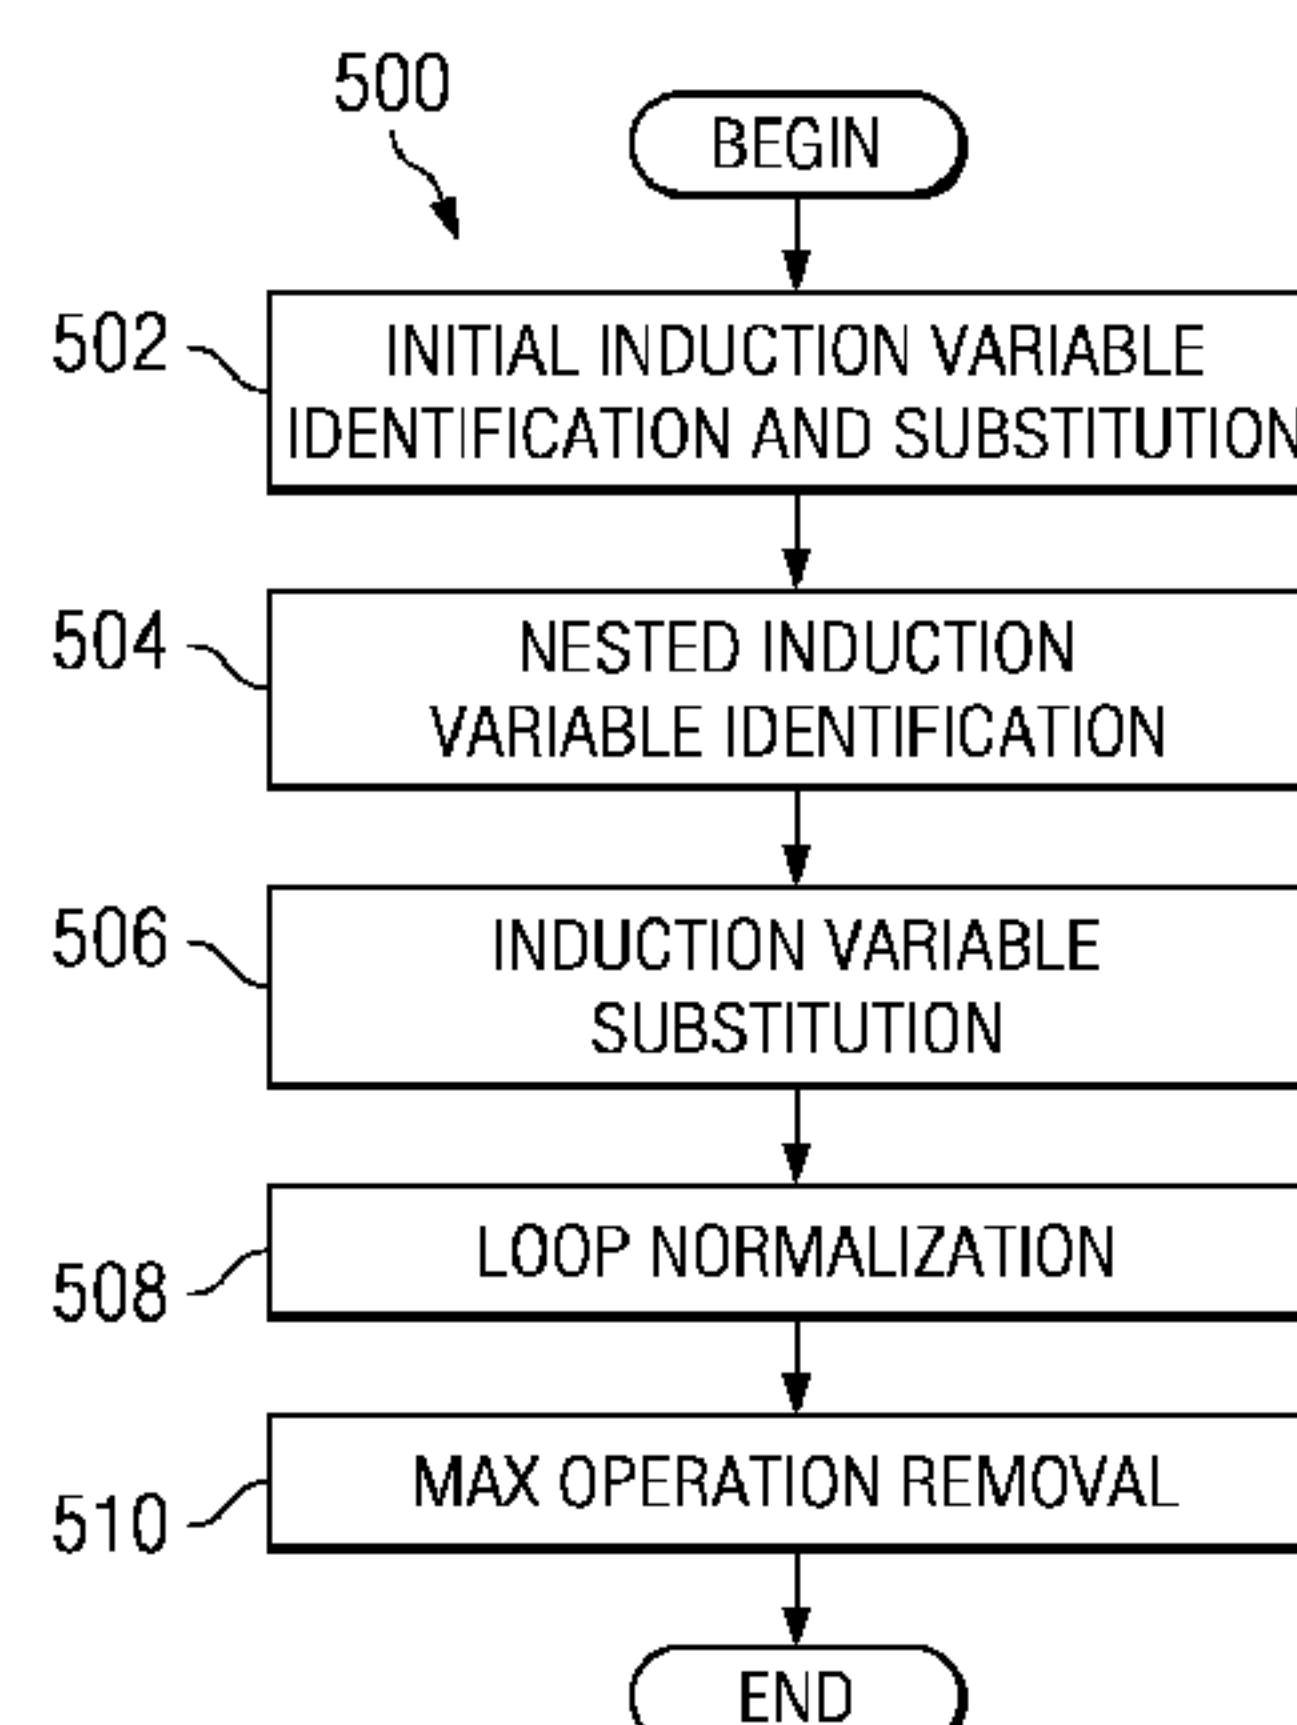 500
BEGIN
502
INITIAL INDUCTION VARIABLE
IDENTIFICATION AND SUBSTITUTION
504
NESTED INDUCTION
VARIABLE IDENTIFICATION
506
INDUCTION VARIABLE
SUBSTITUTION
508
LOOP NORMALIZATION
510
MAX OPERATION REMOVAL
END